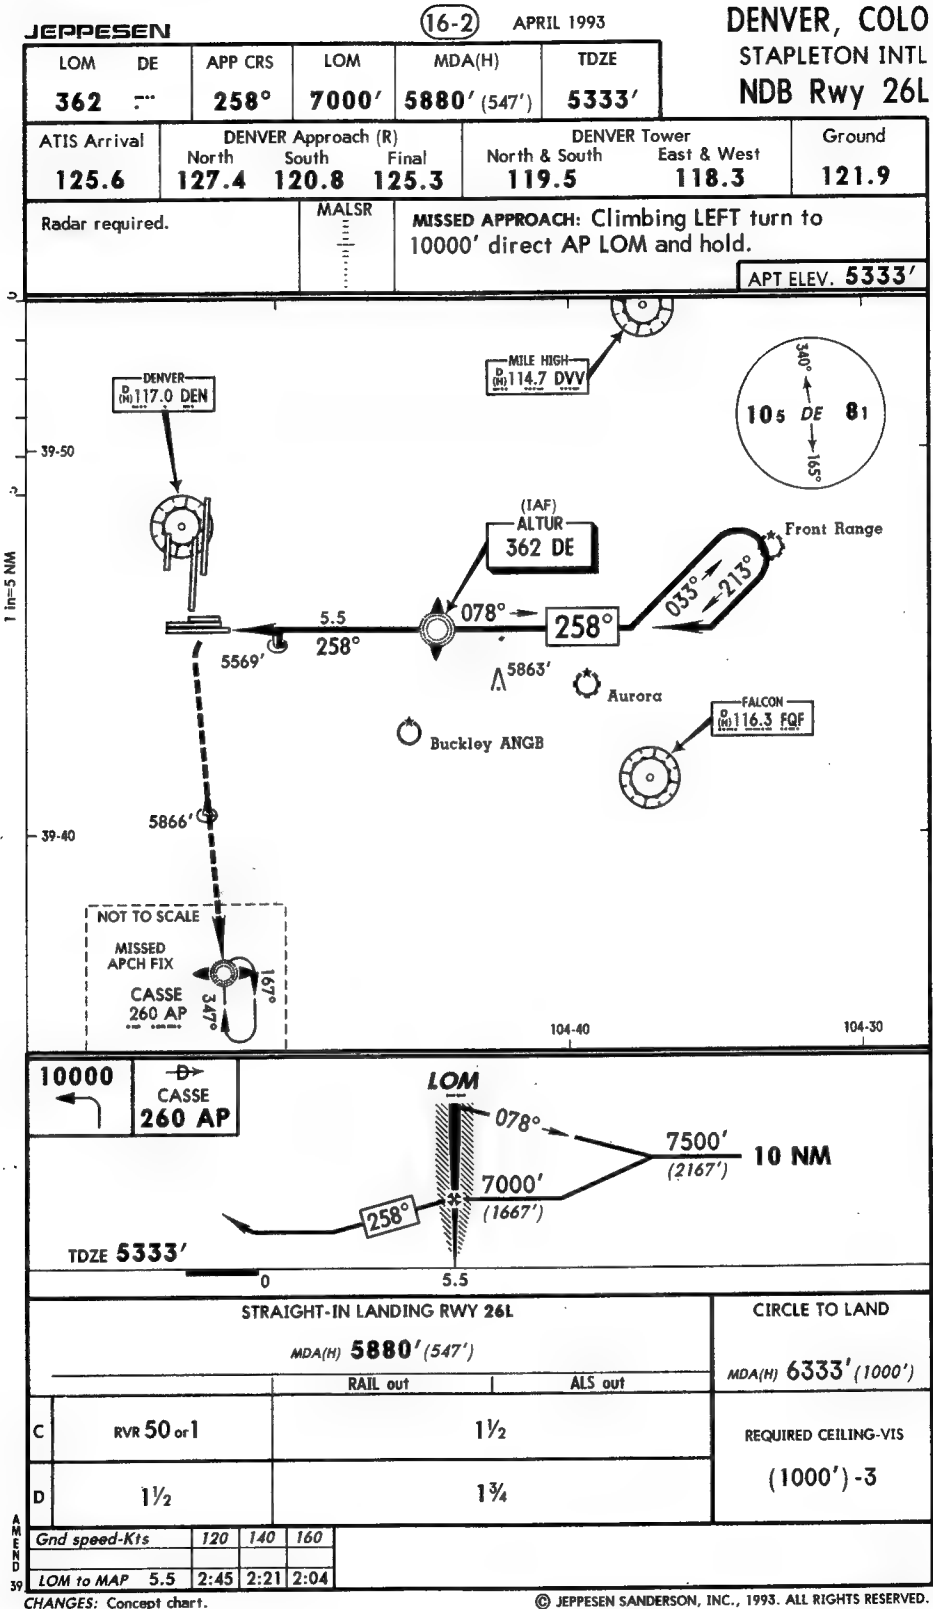 JEPPESEN
16-2
APRIL 1993
DENVER, COLO
STAPLETON INTL
NDB Rwy 26L
LOM DE
362
APP CRS
258°
LOM
7000′
MDA(H)
5880′ (547′)
TDZE
5333′
ATIS Arrival
125.6
DENVER Approach (R)
North South Final
127.4 120.8 125.3
DENVER Tower
North & South East & West
119.5 118.3
Ground
121.9
Radar required.
MALSR
MISSED APPROACH: Climbing LEFT turn to
10000′ direct AP LOM and hold.
APT ELEV. 5333′
MILE HIGH
D
(H) 114.7 DVV
DENVER
D
(H) 117.0 DEN
340°
105 DE 81
165°
39-50
1 in=5 NM
(IAF)
ALTUR
362 DE
Front Range
033°
213°
078°
258°
5.5
258°
5569′
5863′
Aurora
Buckley ANGB
FALCON
D
(H) 116.3 FQF
5866′
39-40
NOT TO SCALE
MISSED
APCH FIX
CASSE
260 AP
347°
167°
104-40
104-30
10000
D
CASSE
260 AP
LOM
078°
7500′
(2167′)
10 NM
7000′
(1667′)
258°
TDZE 5333′
0
5.5
STRAIGHT-IN LANDING RWY 26L
MDA(H) 5880′ (547′)
RAIL out
ALS out
CIRCLE TO LAND
MDA(H) 6333′ (1000′)
C
RVR 50 or 1
1½
REQUIRED CEILING-VIS
(1000′) -3
D
1½
1¾
AMEND 39
Gnd speed-Kts 120 140 160
LOM to MAP 5.5 2:45 2:21 2:04
CHANGES: Concept chart.
© JEPPESEN SANDERSON, INC., 1993. ALL RIGHTS RESERVED.